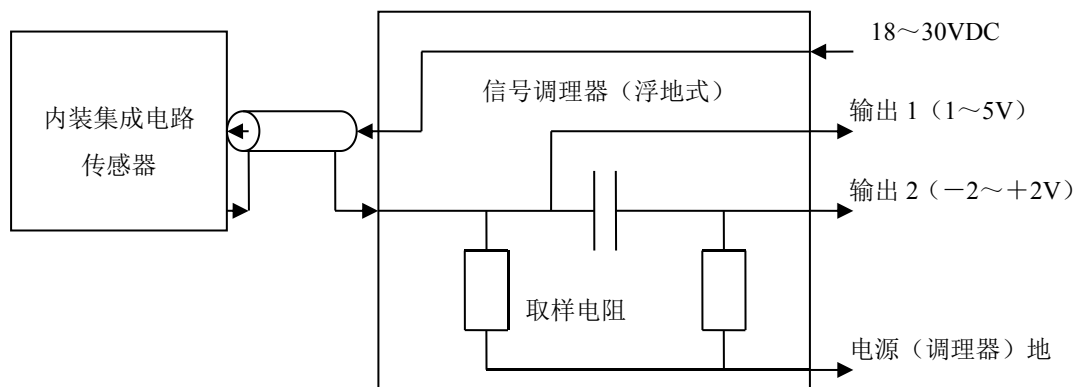 18～30VDC
信号调理器（浮地式）
内装集成电路
传感器
输出 1（1～5V）
输出 2（－2～＋2V）
取样电阻
电源（调理器）地